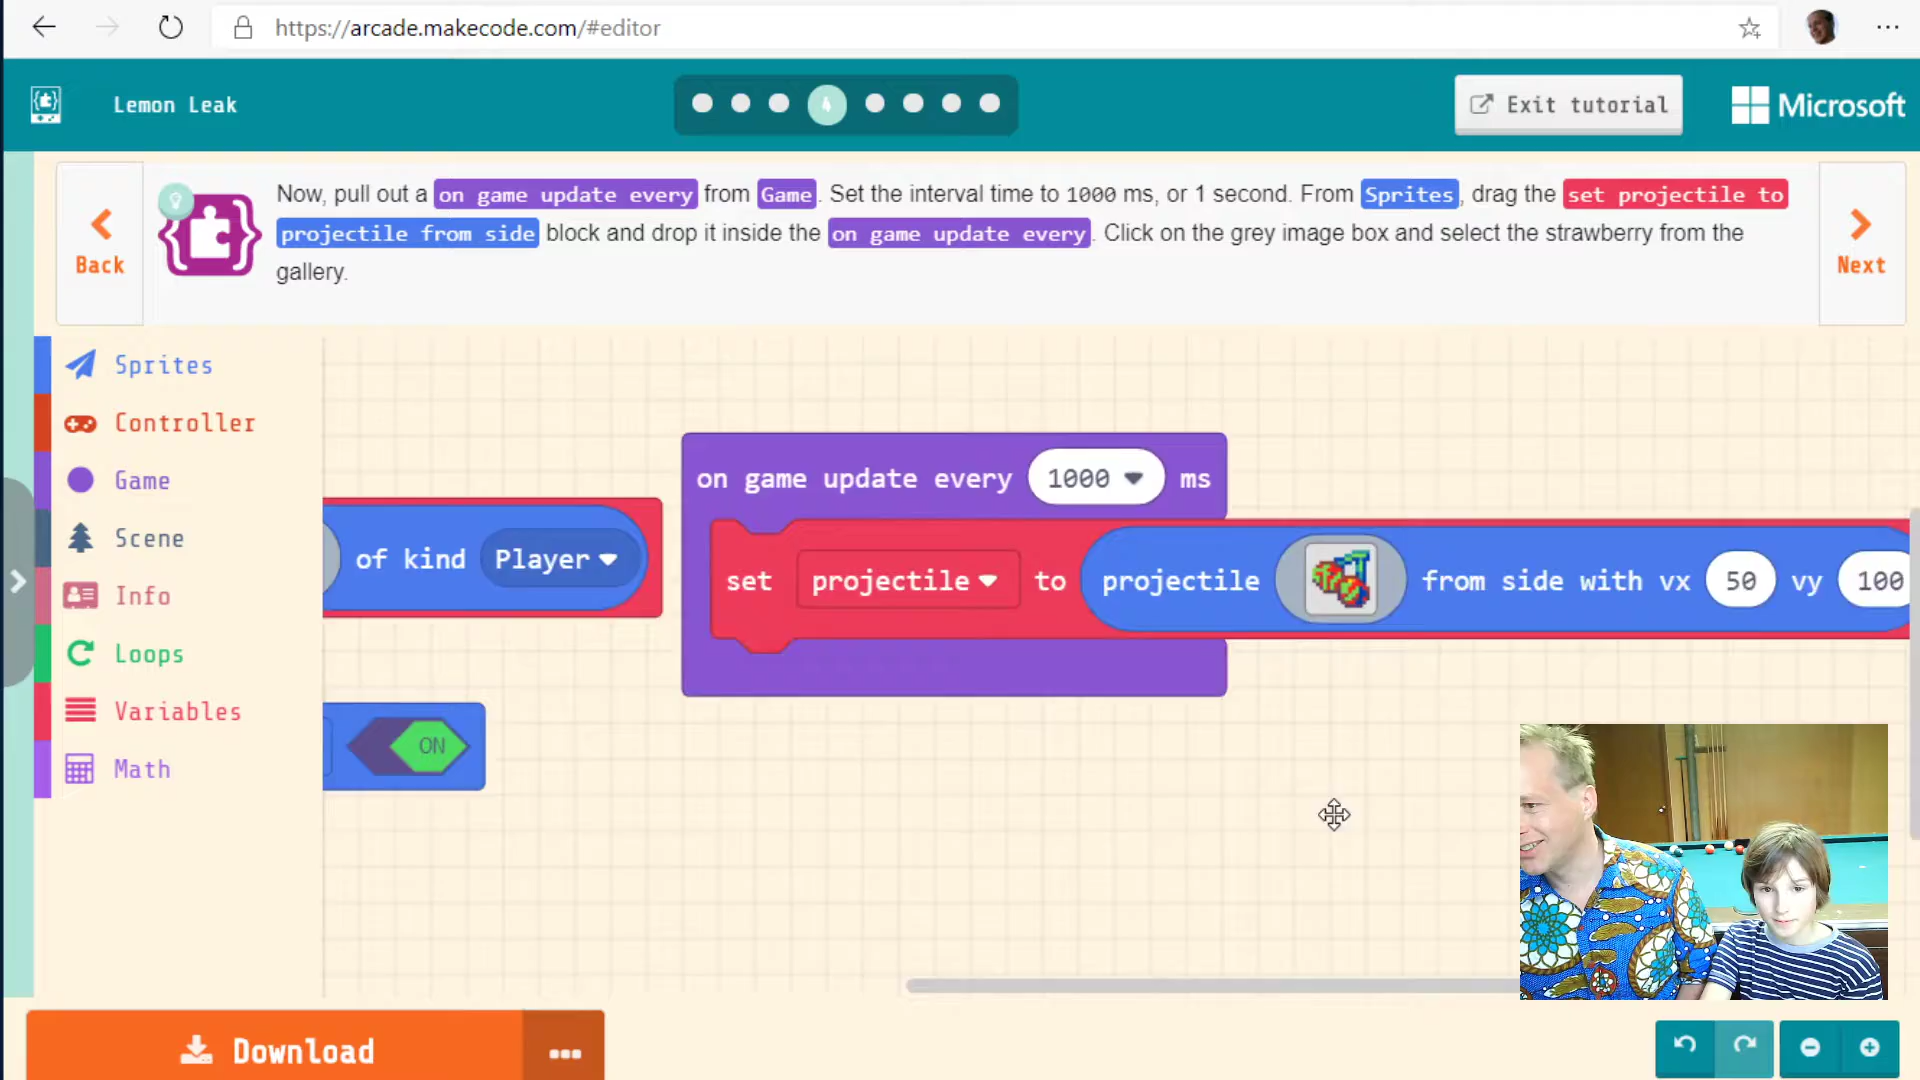 https://arcade.makecode.com/#editor
Lemon Leak
4
Exit tutorial
Microsoft
Back
Now, pull out a on game update every from Game. Set the interval time to 1000 ms, or 1 second. From Sprites, drag the set projectile to
projectile from side block and drop it inside the on game update every. Click on the grey image box and select the strawberry from the
gallery.
Next
Sprites
Controller
Game
Scene
Info
Loops
Variables
Math
of kind Player
ON
on game update every 1000 ms
set projectile to projectile from side with vx 50 vy 100
Download